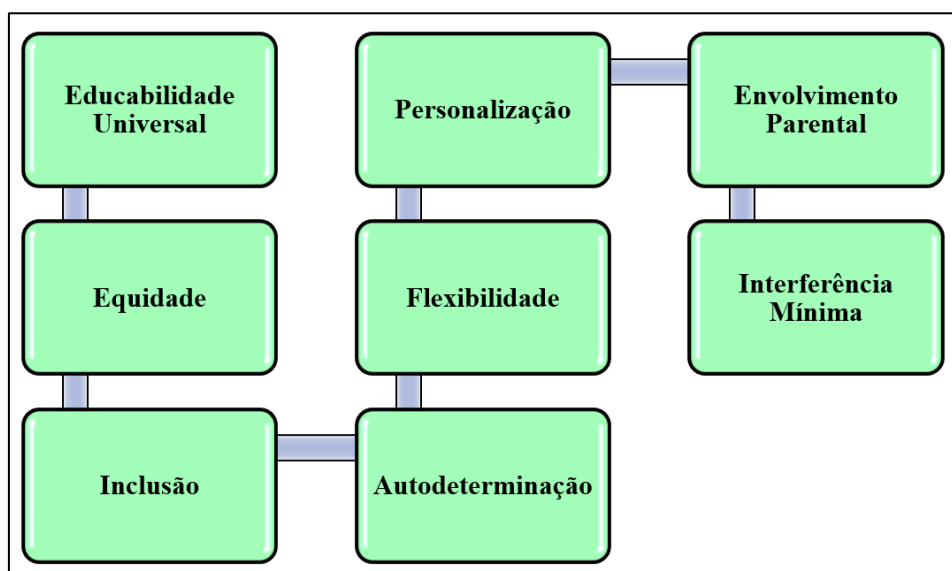 Educabilidade
Universal
Equidade
Inclusão
Autodeterminação
Flexibilidade
Personalização
Envolvimento
Parental
Interferência
Mínima